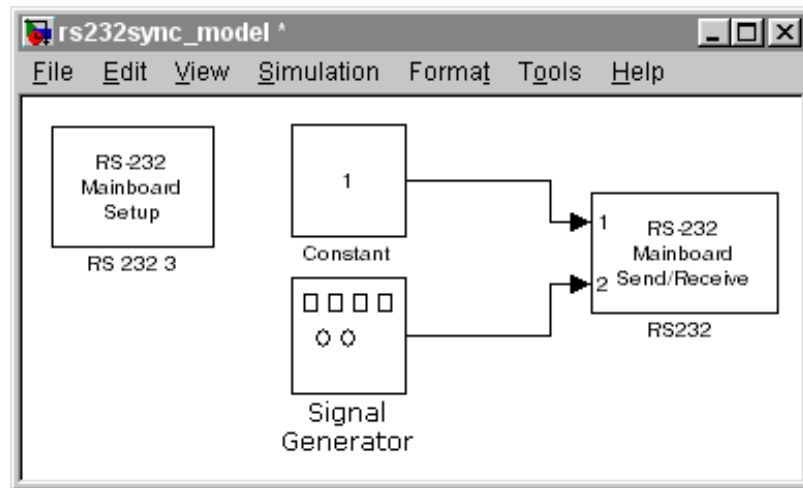 rs232sync_model *
File Edit View Simulation Format Tools Help
RS-232
Mainboard
Setup
RS 232 3
1
Constant
Signal
Generator
1
2
RS-232
Mainboard
Send/Receive
RS232